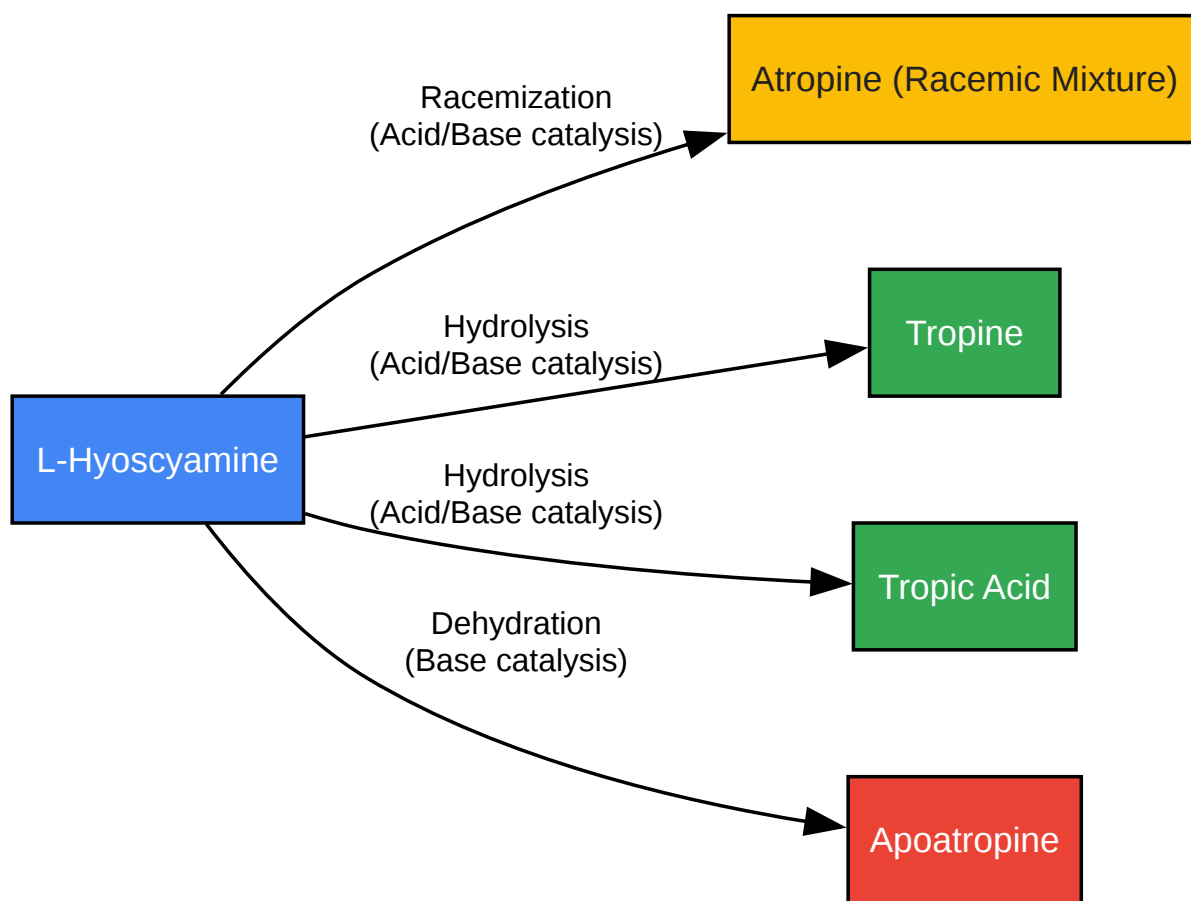 Atropine (Racemic Mixture)
Racemization
(Acid/Base catalysis)
Hydrolysis
(Acid/Base catalysis)
Tropine
L-Hyoscyamine
Hydrolysis
(Acid/Base catalysis)
Tropic Acid
Dehydration
(Base catalysis)
Apoatropine